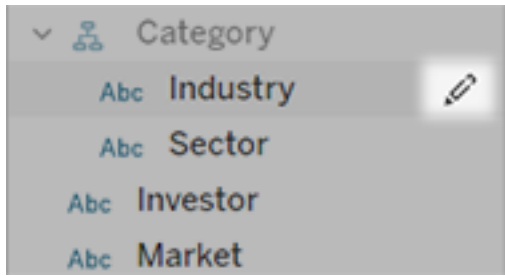 Category
Abc Industry
Abc Sector
Abc Investor
Abc Market